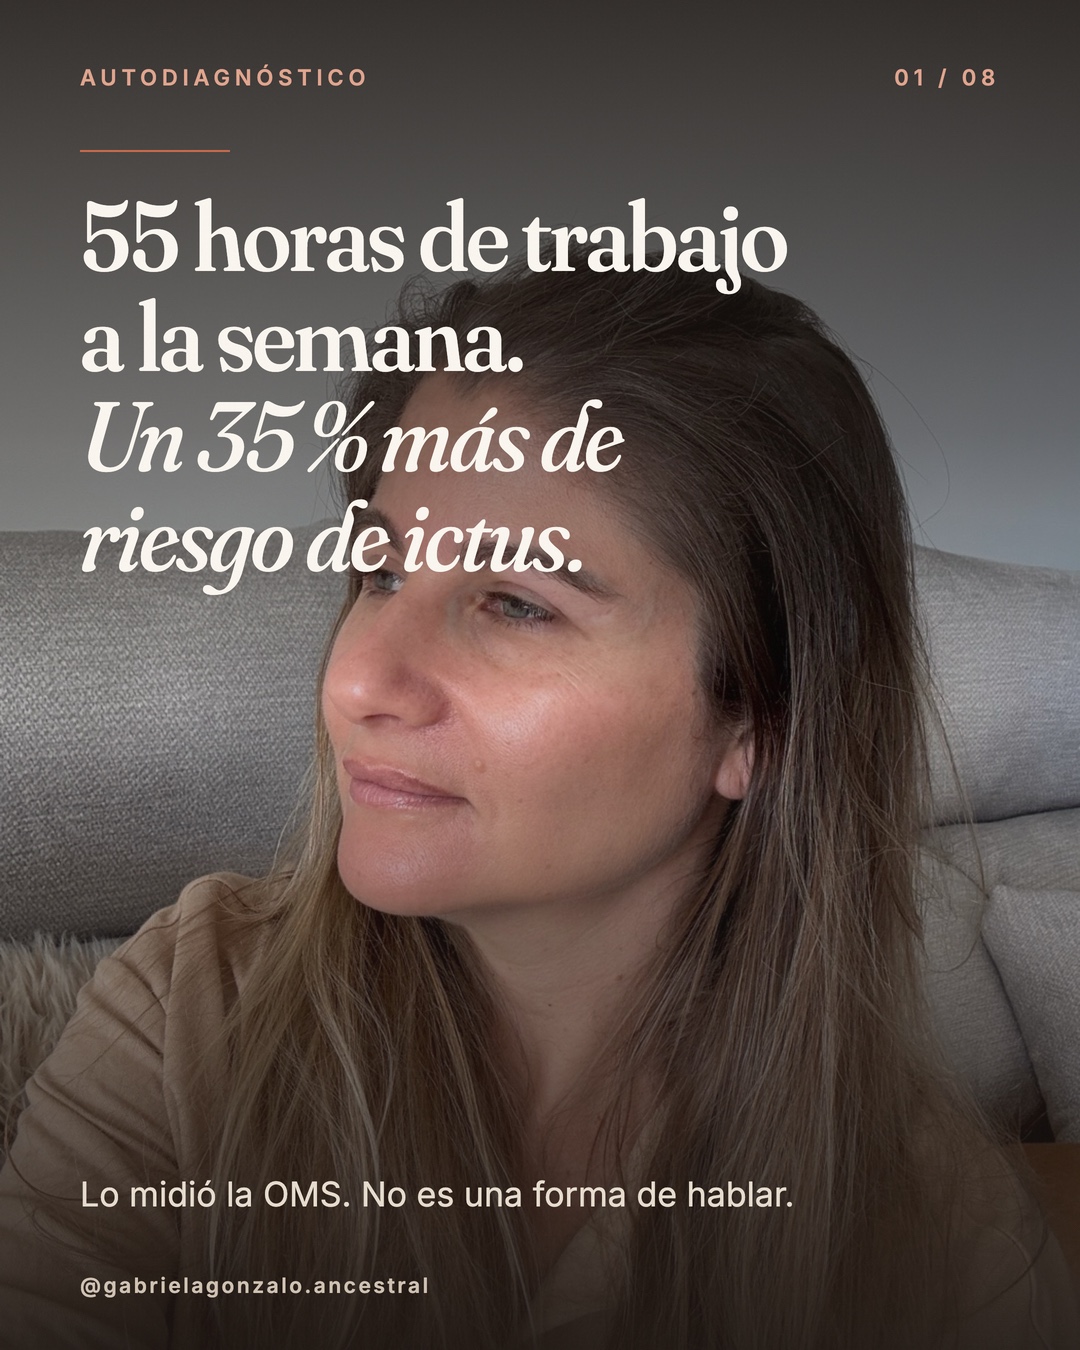 AUTODIAGNÓSTICO
01 / 08
55 horas de trabajo
a la semana.
Un 35 % más de
riesgo de ictus.
Lo midió la OMS. No es una forma de hablar.
@gabrielagonzalo.ancestral